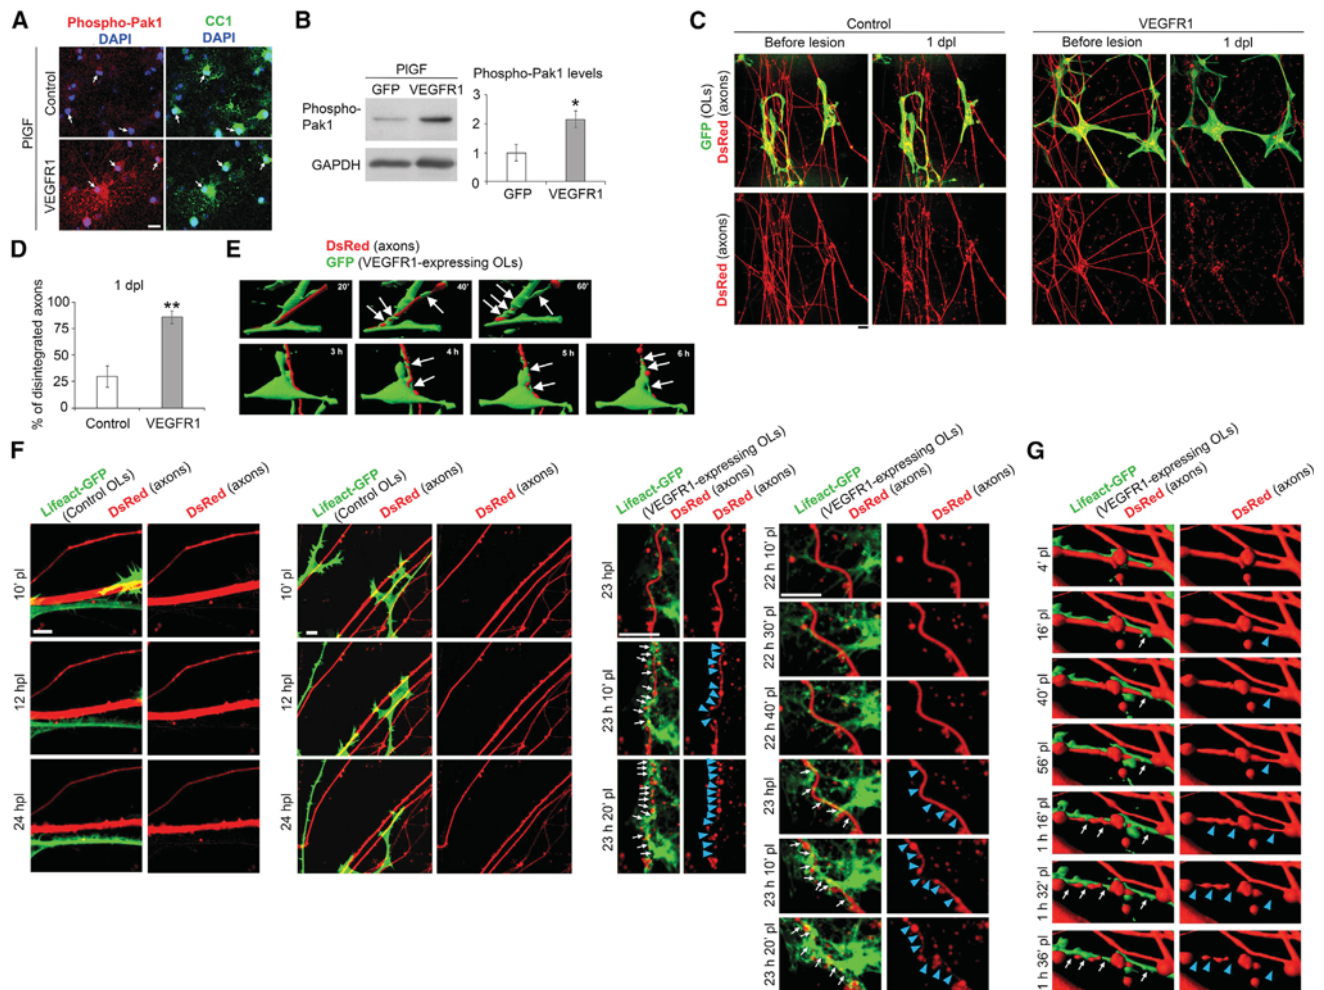 A
Phospho-Pak1
DAPI
CC1
DAPI
PlGF
Control
VEGFR1
B
PlGF
GFP VEGFR1
Phospho-
Pak1
GAPDH
Phospho-Pak1 levels
3
2
1
0
*
GFP
VEGFR1
C
Control
VEGFR1
Before lesion
1 dpl
Before lesion
1 dpl
GFP (OLs)
DsRed (axons)
DsRed (axons)
D
1 dpl
% of disintegrated axons
100
75
50
25
0
**
Control
VEGFR1
E
DsRed (axons)
GFP (VEGFR1-expressing OLs)
20'
40'
60'
3 h
4 h
5 h
6 h
F
Lifeact-GFP
(Control OLs)
DsRed (axons)
DsRed (axons)
10' pl
12 hpl
24 hpl
Lifeact-GFP
(Control OLs)
DsRed (axons)
DsRed (axons)
10' pl
12 hpl
24 hpl
Lifeact-GFP
(VEGFR1-expressing OLs)
DsRed (axons)
DsRed (axons)
23 hpl
23 h 10' pl
23 h 20' pl
Lifeact-GFP
(VEGFR1-expressing OLs)
DsRed (axons)
DsRed (axons)
22 h 10' pl
22 h 30' pl
22 h 40' pl
23 hpl
23 h 10' pl
23 h 20' pl
G
Lifeact-GFP
(VEGFR1-expressing OLs)
DsRed (axons)
DsRed (axons)
4' pl
16' pl
40' pl
56' pl
1 h 16' pl
1 h 32' pl
1 h 36' pl